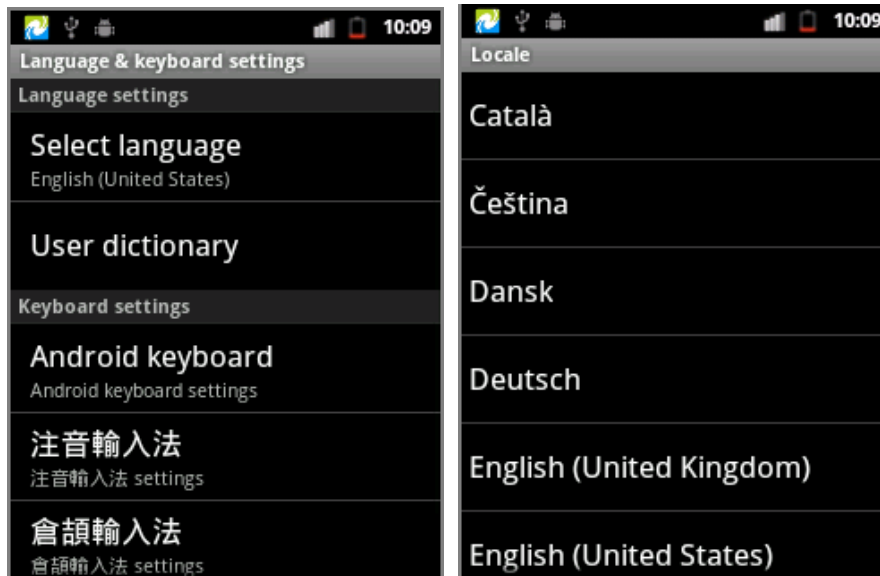 10:09
Language & keyboard settings
Language settings
Select language
English (United States)
User dictionary
Keyboard settings
Android keyboard
Android keyboard settings
注音輸入法
注音輸入法 settings
倉頡輸入法
倉頡輸入法 settings
10:09
Locale
Català
Čeština
Dansk
Deutsch
English (United Kingdom)
English (United States)